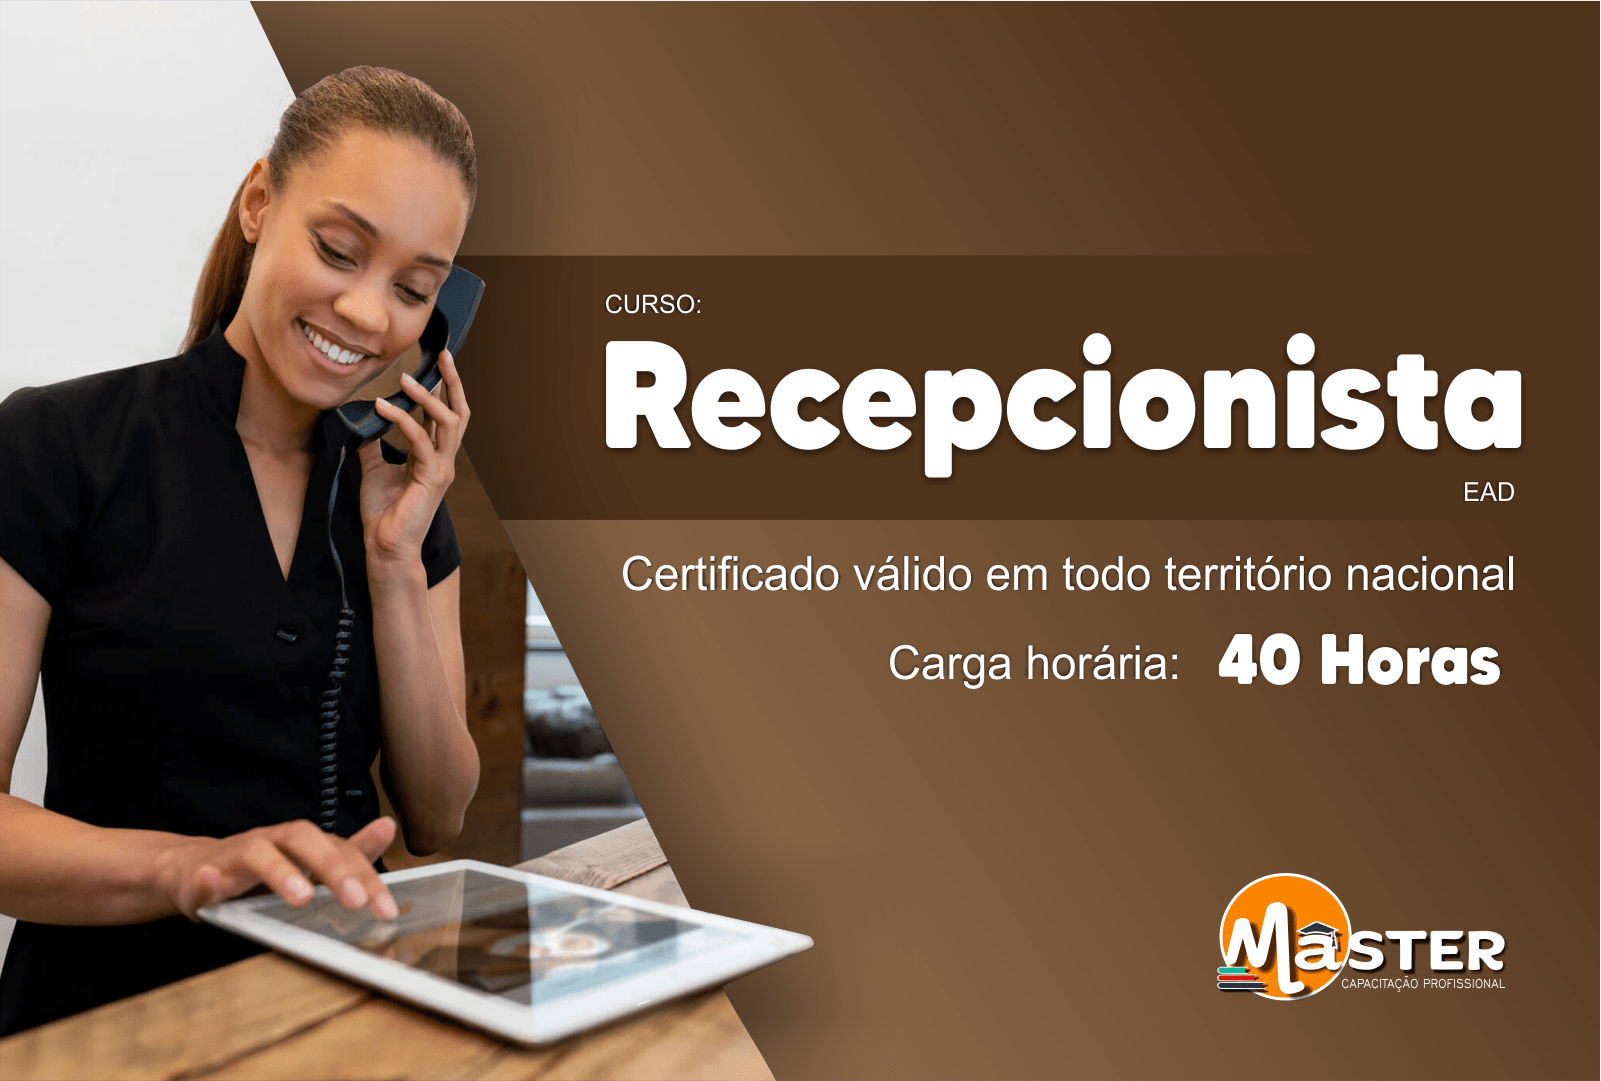 CURSO:
Recepcionista
EAD
Certificado válido em todo território nacional
Carga horária: 40 Horas
Master
CAPACITAÇÃO PROFISSIONAL